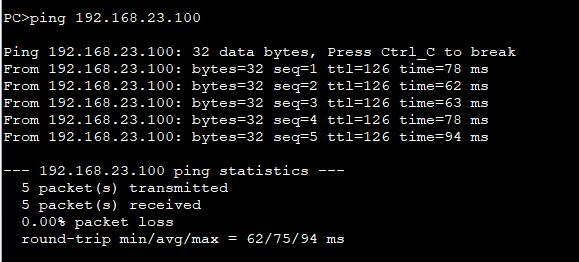 PC>ping 192.168.23.100
Ping 192.168.23.100: 32 data bytes, Press Ctrl_C to break
From 192.168.23.100: bytes=32 seq=1 ttl=126 time=78 ms
From 192.168.23.100: bytes=32 seq=2 ttl=126 time=62 ms
From 192.168.23.100: bytes=32 seq=3 ttl=126 time=63 ms
From 192.168.23.100: bytes=32 seq=4 ttl=126 time=78 ms
From 192.168.23.100: bytes=32 seq=5 ttl=126 time=94 ms
--- 192.168.23.100 ping statistics ---
5 packet(s) transmitted
5 packet(s) received
0.00% packet loss
round-trip min/avg/max = 62/75/94 ms